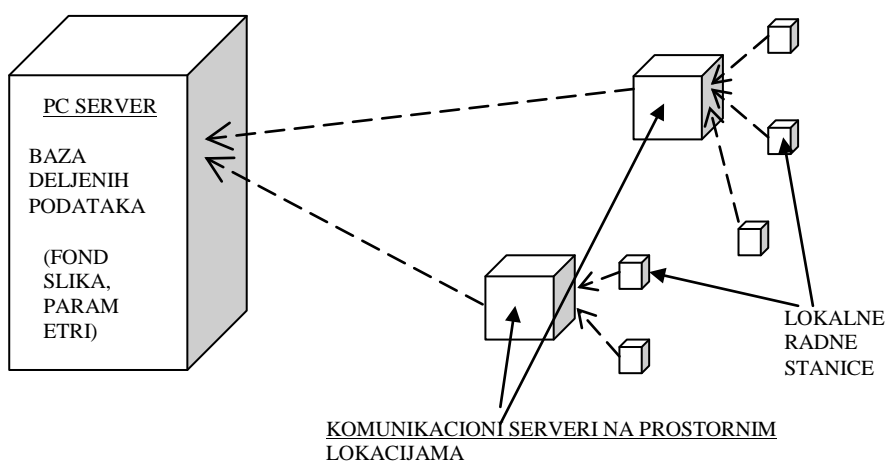 PC SERVER
BAZA
DELJENIH
PODATAKA
(FOND
SLIKA,
PARAM
ETRI)
LOKALNE
RADNE
STANICE
KOMUNIKACIONI SERVERI NA PROSTORNIM
LOKACIJAMA